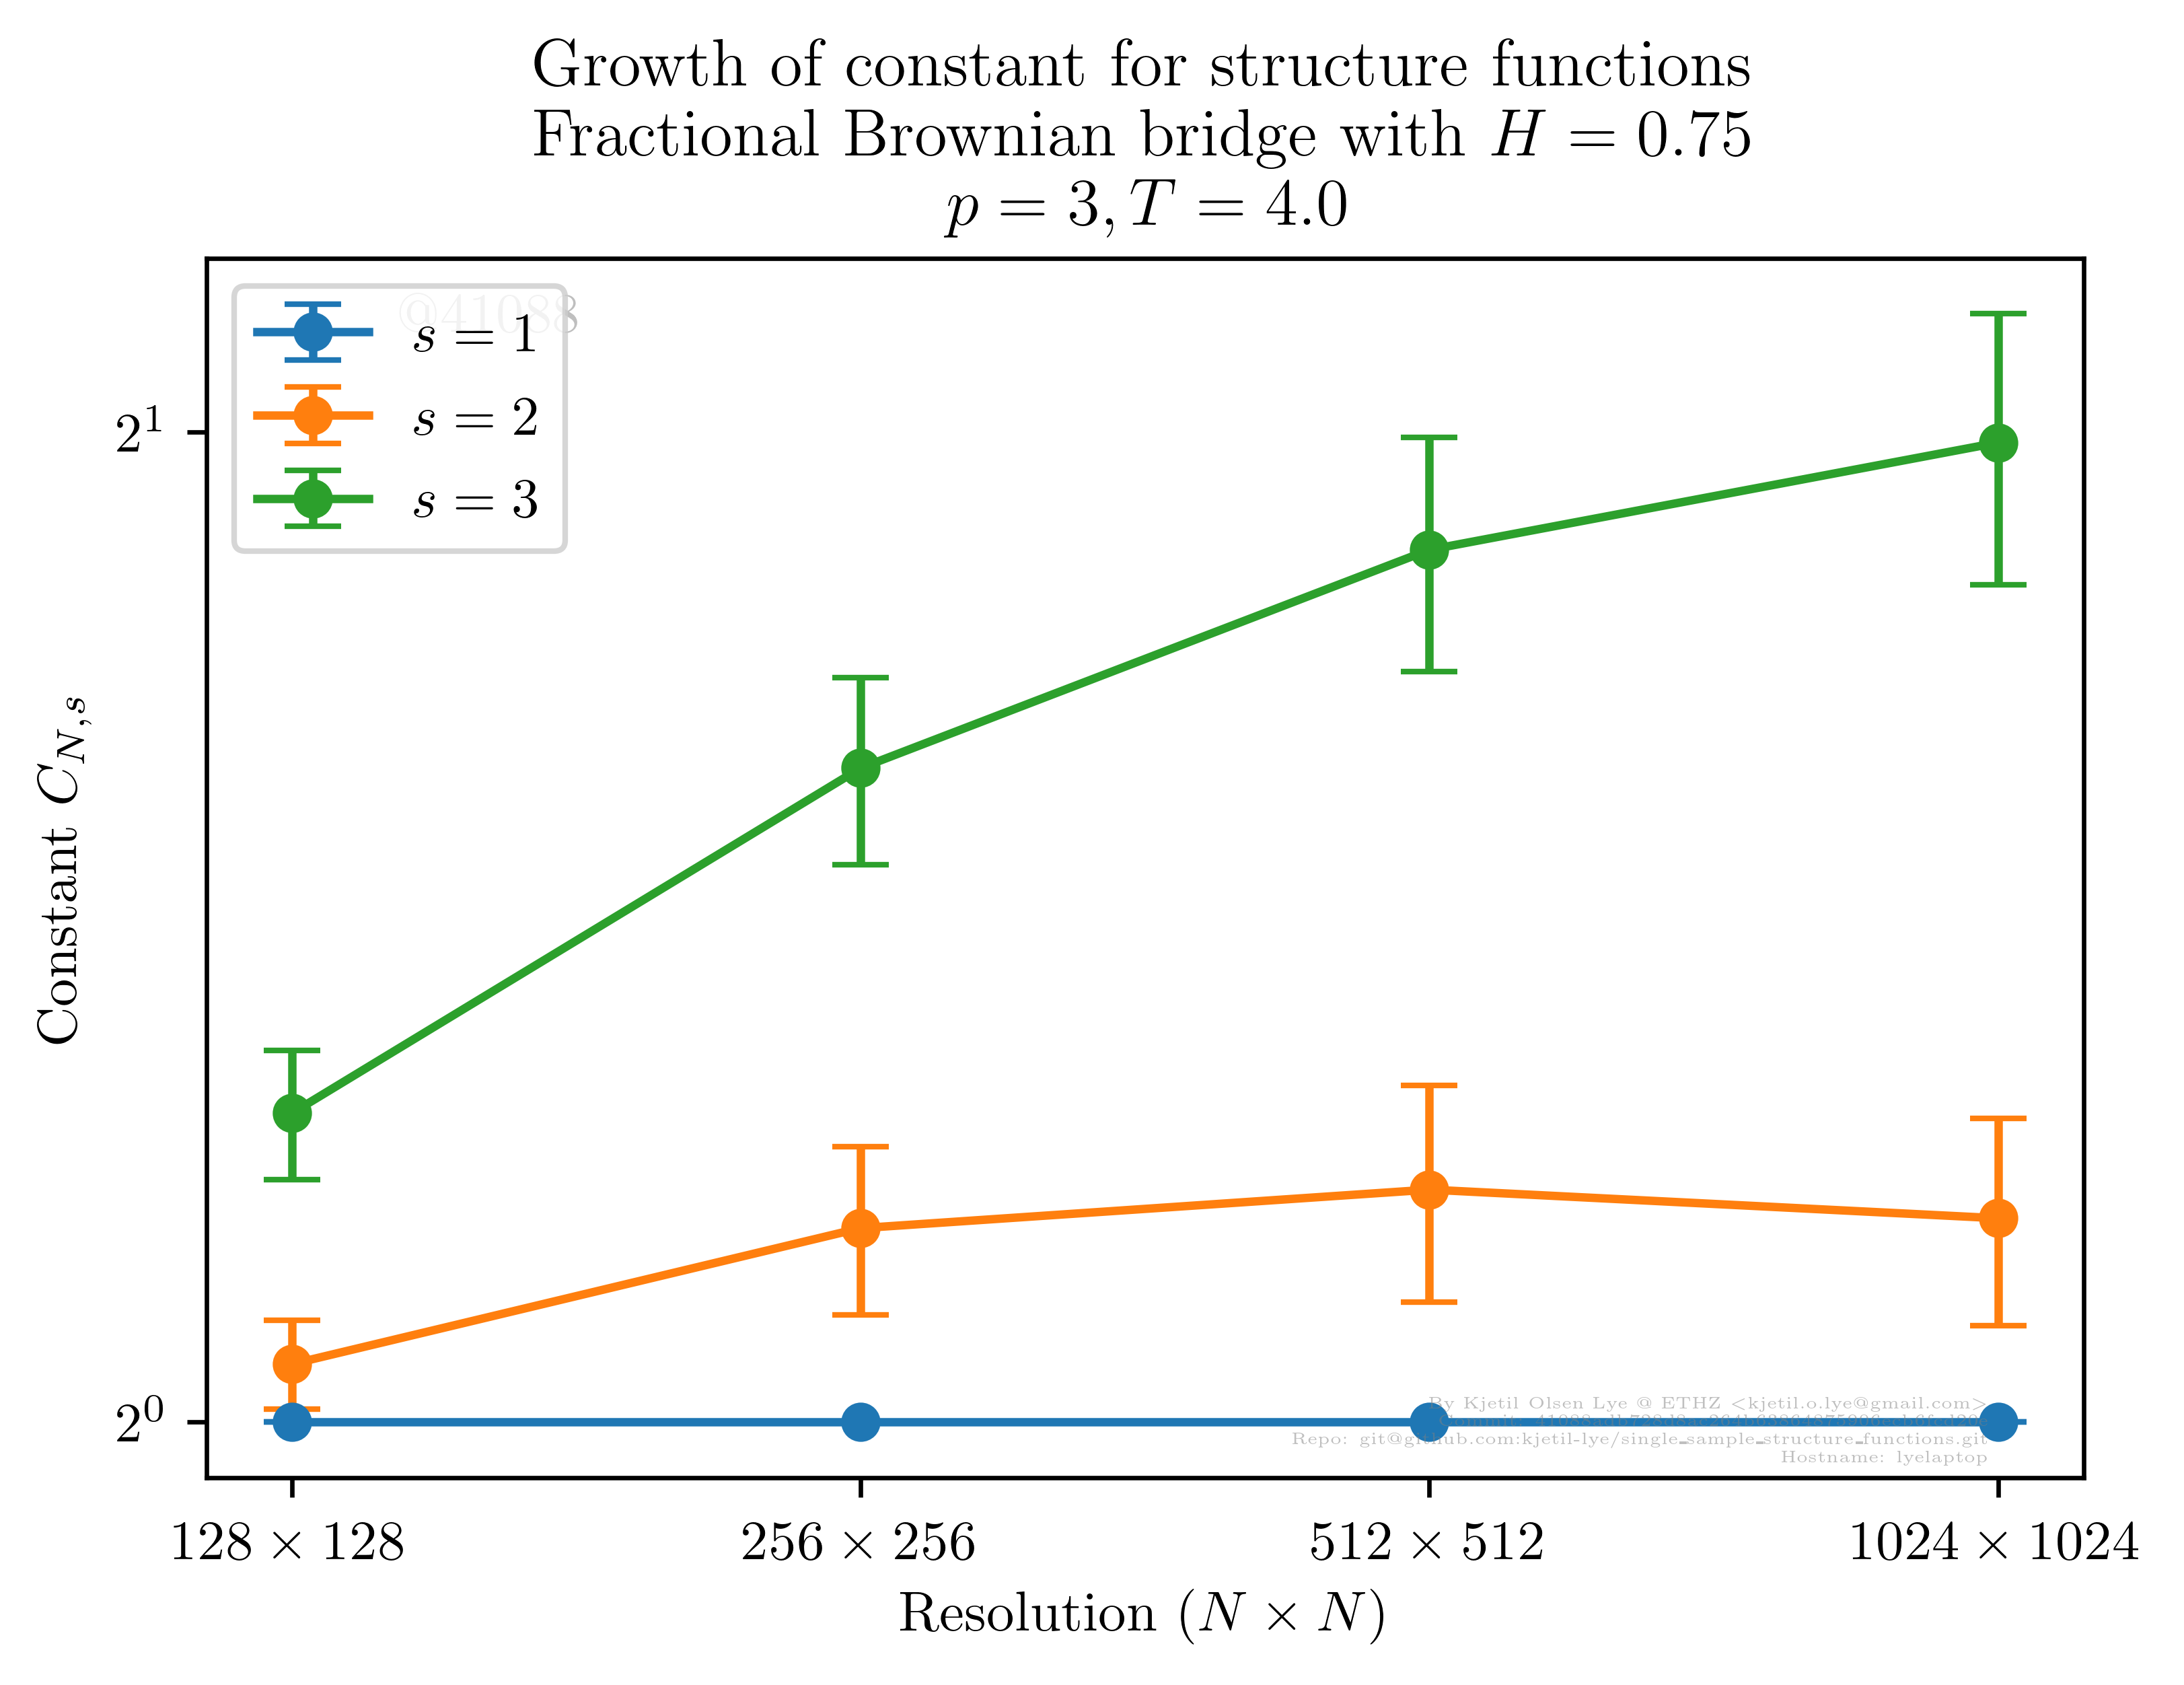 Growth of constant for structure functions
Fractional Brownian bridge with H = 0.75
p = 3, T = 4.0
@41088
s = 1
s = 2
s = 3
2^1
2^0
Constant C_{N,s}
By Kjetil Olsen Lye @ ETHZ <kjetil.o.lye@gmail.com>
Repo: git@github.com:kjetil-lye/single_sample_structure_functions.git
Hostname: lyelaptop
128 × 128
256 × 256
512 × 512
1024 × 1024
Resolution (N × N)